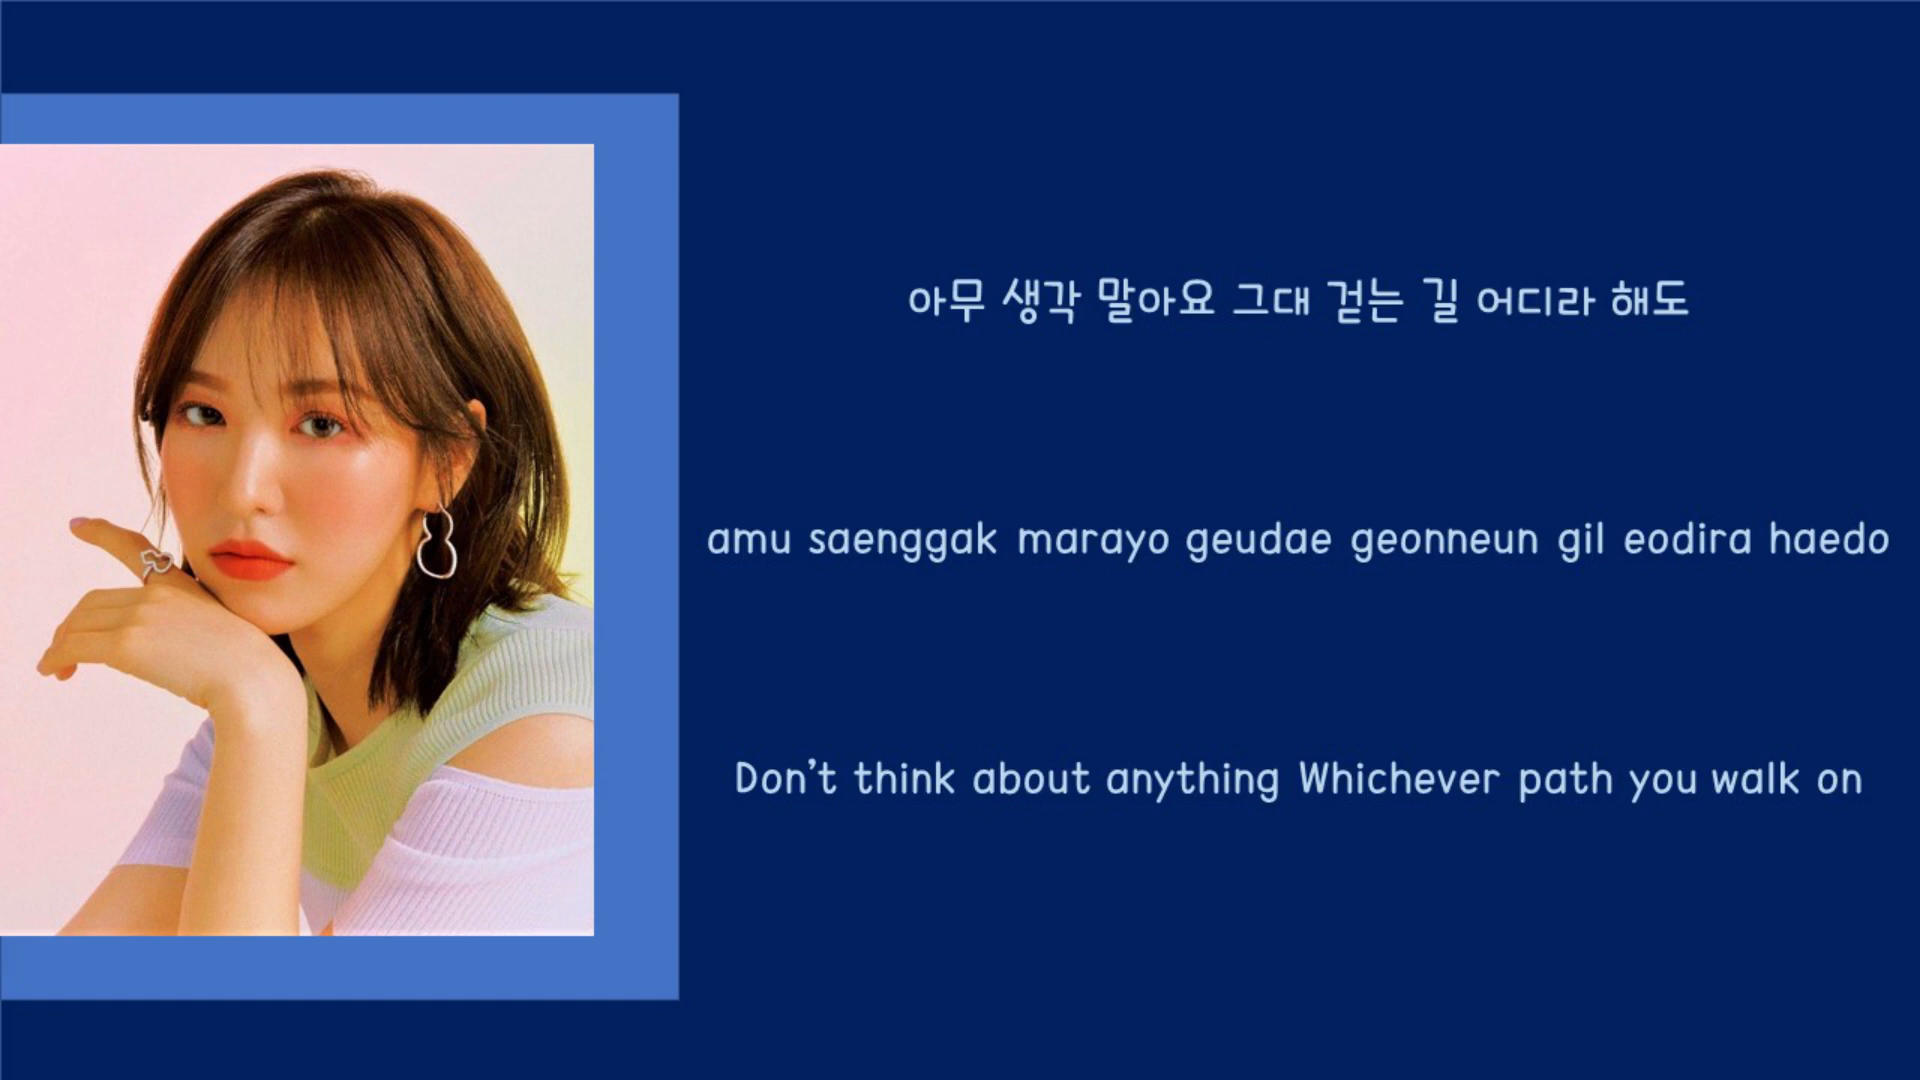 아무 생각 말아요 그대 걷는 길 어디라 해도
amu saenggak marayo geudae geonneun gil eodira haedo
Don't think about anything Whichever path you walk on